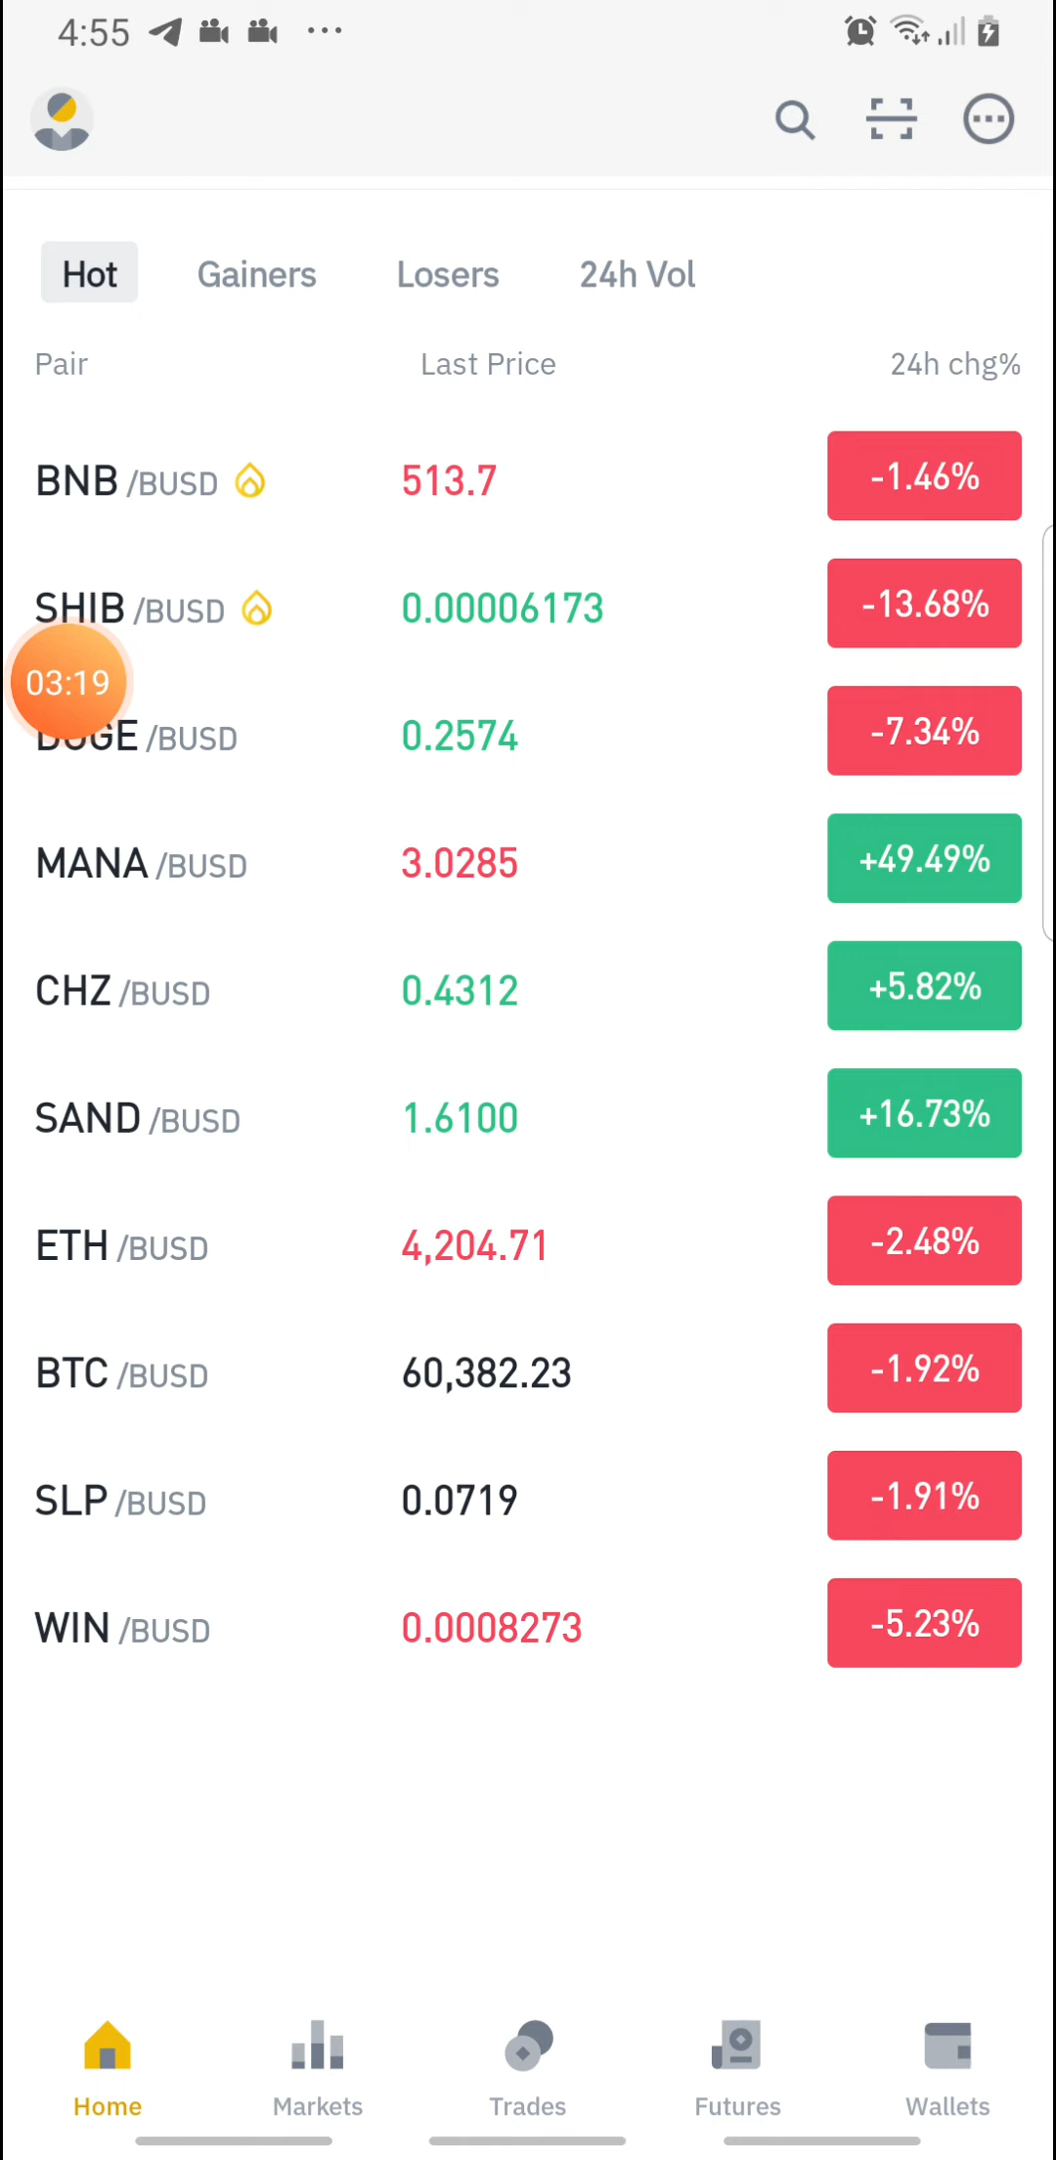 4:55
Hot Gainers Losers 24h Vol
Pair Last Price 24h chg%
BNB /BUSD 513.7 -1.46%
SHIB /BUSD 0.00006173 -13.68%
03:19
DOGE /BUSD 0.2574 -7.34%
MANA /BUSD 3.0285 +49.49%
CHZ /BUSD 0.4312 +5.82%
SAND /BUSD 1.6100 +16.73%
ETH /BUSD 4,204.71 -2.48%
BTC /BUSD 60,382.23 -1.92%
SLP /BUSD 0.0719 -1.91%
WIN /BUSD 0.0008273 -5.23%
Home Markets Trades Futures Wallets